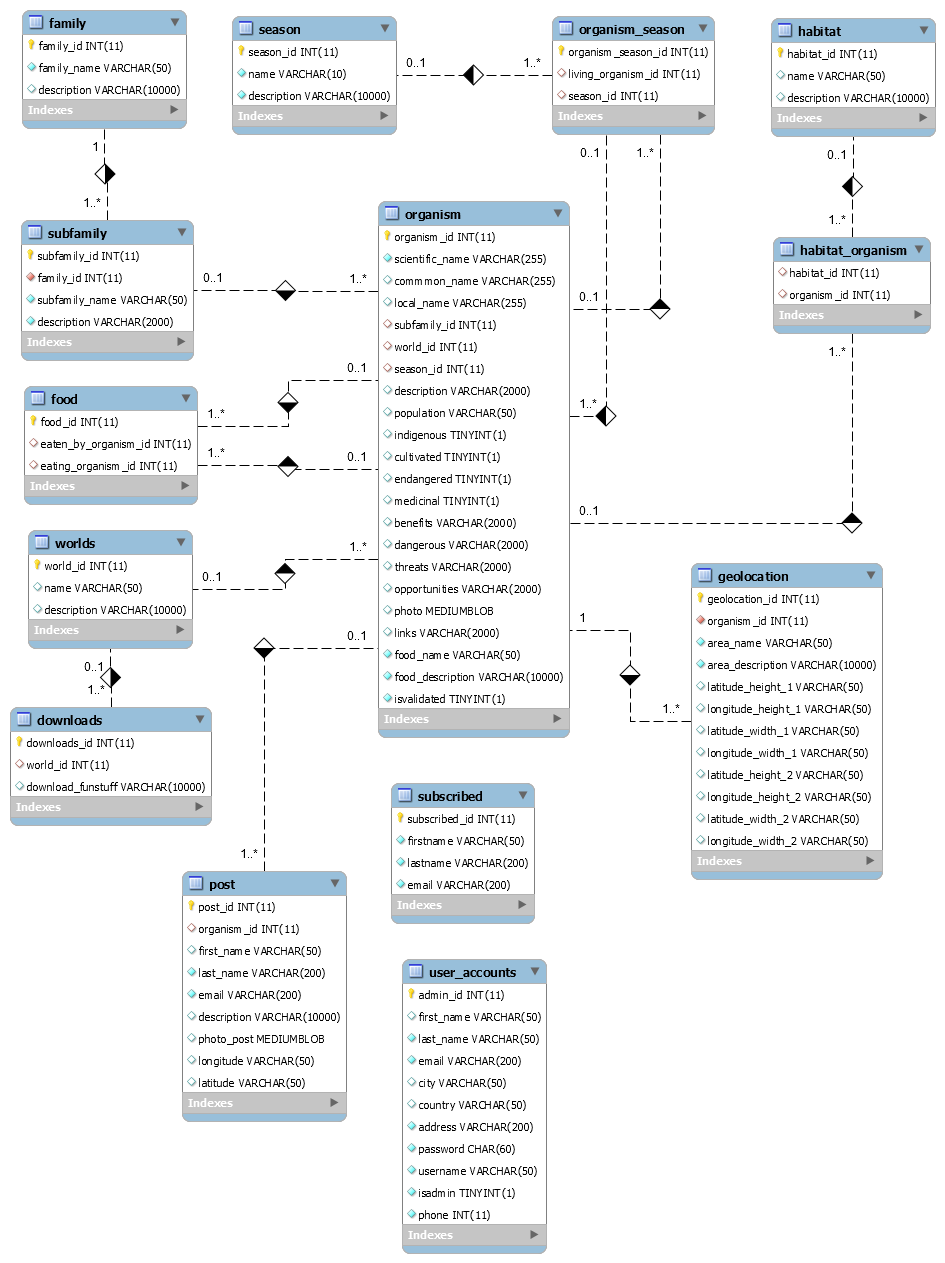 family
family_id INT(11)
family_name VARCHAR(50)
description VARCHAR(10000)
Indexes
season
season_id INT(11)
name VARCHAR(10)
description VARCHAR(10000)
Indexes
0..1
1..*
organism_season
organism_season_id INT(11)
living_organism_id INT(11)
season_id INT(11)
Indexes
habitat
habitat_id INT(11)
name VARCHAR(50)
description VARCHAR(10000)
Indexes
1
1..*
0..1
1..*
0..1
1..*
subfamily
subfamily_id INT(11)
family_id INT(11)
subfamily_name VARCHAR(50)
description VARCHAR(2000)
Indexes
0..1
1..*
organism
organism_id INT(11)
scientific_name VARCHAR(255)
commmon_name VARCHAR(255)
local_name VARCHAR(255)
subfamily_id INT(11)
world_id INT(11)
season_id INT(11)
description VARCHAR(2000)
population VARCHAR(50)
indigenous TINYINT(1)
cultivated TINYINT(1)
endangered TINYINT(1)
medicinal TINYINT(1)
benefits VARCHAR(2000)
dangerous VARCHAR(2000)
threats VARCHAR(2000)
opportunities VARCHAR(2000)
photo MEDIUMBLOB
links VARCHAR(2000)
food_name VARCHAR(50)
food_description VARCHAR(10000)
isvalidated TINYINT(1)
Indexes
0..1
1..*
0..1
1
1..*
habitat_organism
habitat_id INT(11)
organism_id INT(11)
Indexes
1..*
food
food_id INT(11)
eaten_by_organism_id INT(11)
eating_organism_id INT(11)
Indexes
0..1
1..*
1..*
0..1
worlds
world_id INT(11)
name VARCHAR(50)
description VARCHAR(10000)
Indexes
1..*
0..1
0..1
0..1
1..*
geolocation
geolocation_id INT(11)
organism_id INT(11)
area_name VARCHAR(50)
area_description VARCHAR(10000)
latitude_height_1 VARCHAR(50)
longitude_height_1 VARCHAR(50)
latitude_width_1 VARCHAR(50)
longitude_width_1 VARCHAR(50)
latitude_height_2 VARCHAR(50)
longitude_height_2 VARCHAR(50)
latitude_width_2 VARCHAR(50)
longitude_width_2 VARCHAR(50)
Indexes
downloads
downloads_id INT(11)
world_id INT(11)
download_funstuff VARCHAR(10000)
Indexes
1..*
subscribed
subscribed_id INT(11)
firstname VARCHAR(50)
lastname VARCHAR(200)
email VARCHAR(200)
Indexes
post
post_id INT(11)
organism_id INT(11)
first_name VARCHAR(50)
last_name VARCHAR(200)
email VARCHAR(200)
description VARCHAR(10000)
photo_post MEDIUMBLOB
longitude VARCHAR(50)
latitude VARCHAR(50)
Indexes
user_accounts
admin_id INT(11)
first_name VARCHAR(50)
last_name VARCHAR(50)
email VARCHAR(200)
city VARCHAR(50)
country VARCHAR(50)
address VARCHAR(200)
password CHAR(60)
username VARCHAR(50)
isadmin TINYINT(1)
phone INT(11)
Indexes